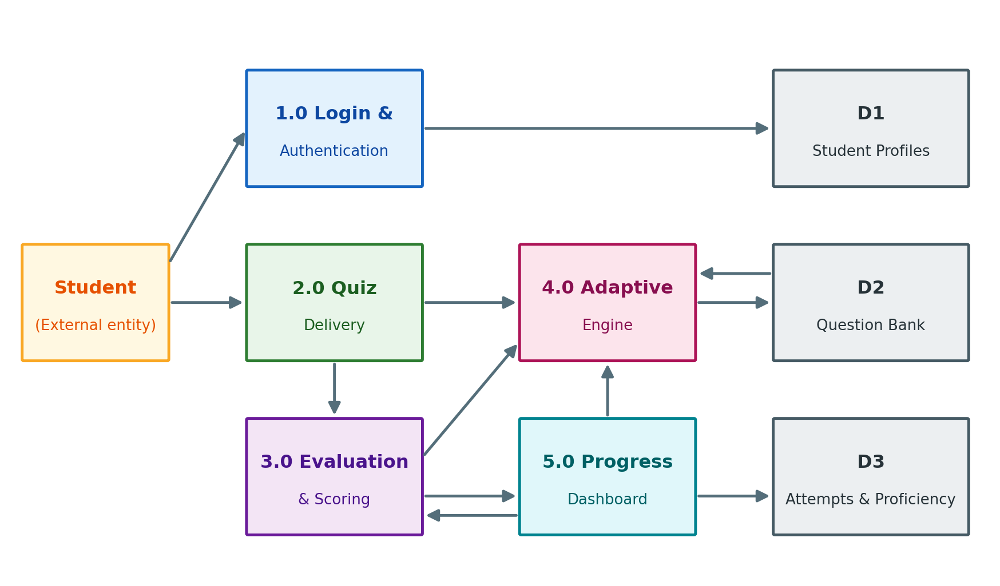 1.0 Login &
Authentication
D1
Student Profiles
Student
(External entity)
2.0 Quiz
Delivery
4.0 Adaptive
Engine
D2
Question Bank
3.0 Evaluation
& Scoring
5.0 Progress
Dashboard
D3
Attempts & Proficiency